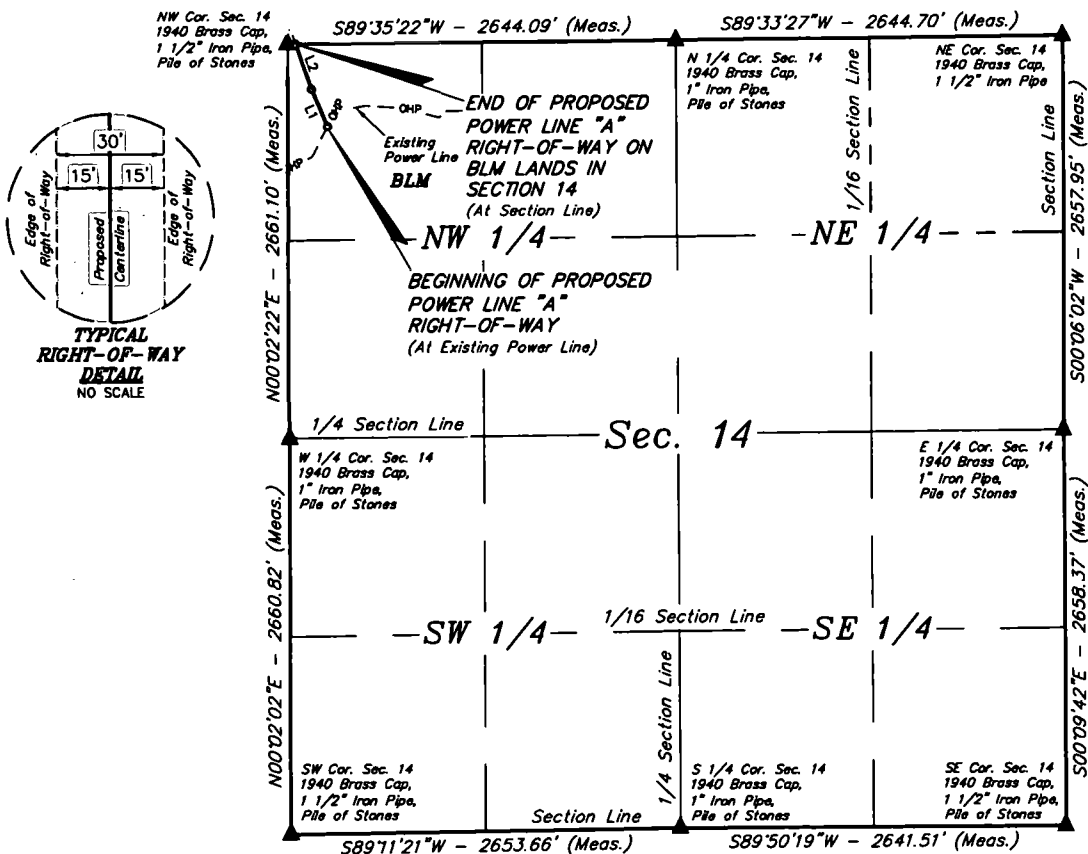 NW Cor. Sec. 14
1940 Brass Cap,
1 1/2" Iron Pipe,
Pile of Stones
S89°35'22"W - 2644.09' (Meas.)
S89°33'27"W - 2644.70' (Meas.)
N 1/4 Cor. Sec. 14
1940 Brass Cap,
1" Iron Pipe,
Pile of Stones
NE Cor. Sec. 14
1940 Brass Cap,
1 1/2" Iron Pipe
L2
L1
OHP
OHP
Existing
Power Line
BLM
END OF PROPOSED
POWER LINE "A"
RIGHT-OF-WAY ON
BLM LANDS IN
SECTION 14
(At Section Line)
1/16 Section Line
Section Line
30'
15'
15'
Edge of
Right-of-Way
Proposed
Centerline
Edge of
Right-of-Way
TYPICAL
RIGHT-OF-WAY
DETAIL
NO SCALE
N00°02'22"E - 2661.10' (Meas.)
S00°06'02"W - 2657.95' (Meas.)
NW 1/4
NE 1/4
BEGINNING OF PROPOSED
POWER LINE "A"
RIGHT-OF-WAY
(At Existing Power Line)
1/4 Section Line
Sec. 14
W 1/4 Cor. Sec. 14
1940 Brass Cap,
1" Iron Pipe,
Pile of Stones
E 1/4 Cor. Sec. 14
1940 Brass Cap,
1" Iron Pipe,
Pile of Stones
N00°02'02"E - 2660.82' (Meas.)
S00°09'42"E - 2658.37' (Meas.)
1/16 Section Line
SW 1/4
SE 1/4
1/4 Section Line
SW Cor. Sec. 14
1940 Brass Cap,
1 1/2" Iron Pipe,
Pile of Stones
S 1/4 Cor. Sec. 14
1940 Brass Cap,
1" Iron Pipe,
Pile of Stones
SE Cor. Sec. 14
1940 Brass Cap,
1 1/2" Iron Pipe,
Pile of Stones
Section Line
S89°11'21"W - 2653.66' (Meas.)
S89°50'19"W - 2641.51' (Meas.)